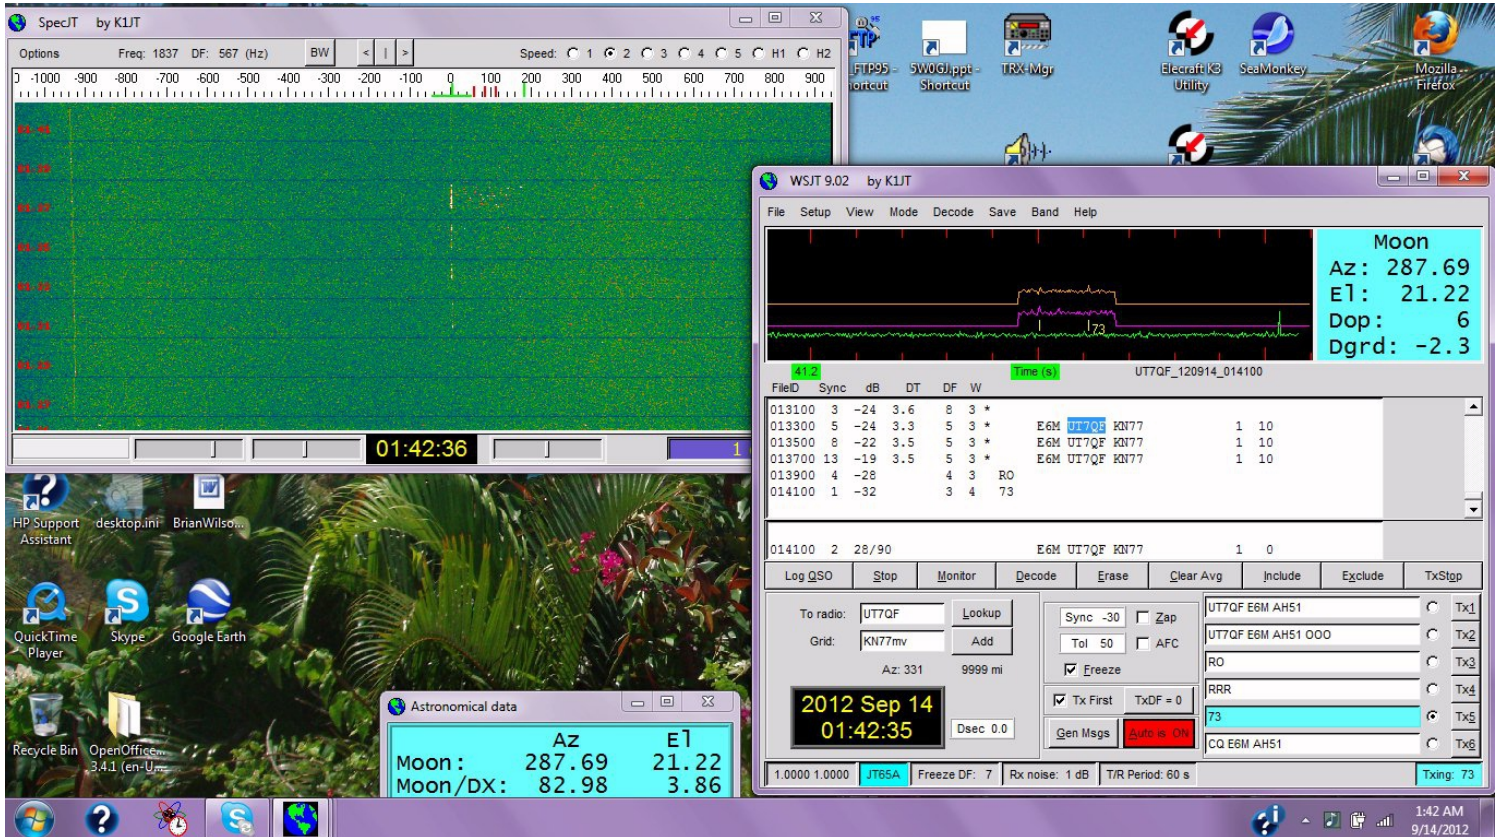 SpecJT by K1JT
Options Freq: 1837 DF: 567 (Hz) BW < | > Speed: 1 2 3 4 5 H1 H2
-1000 -900 -800 -700 -600 -500 -400 -300 -200 -100 0 100 200 300 400 500 600 700 800 900
01:42:36
1
FTP95 -
5W0GJ.ppt -
Shortcut
TRX-Mgr
Elecraft K3
Utility
SeaMonkey
Mozilla
Firefox
WSJT 9.02 by K1JT
File Setup View Mode Decode Save Band Help
Moon
Az: 287.69
El: 21.22
Dop: 6
Dgrd: -2.3
73
41.2 Time (s) UT7QF_120914_014100
FileID Sync dB DT DF W
013100 3 -24 3.6 8 3 *
013300 5 -24 3.3 5 3 * E6M UT7QF KN77 1 10
013500 8 -22 3.5 5 3 * E6M UT7QF KN77 1 10
013700 13 -19 3.5 5 3 * E6M UT7QF KN77 1 10
013900 4 -28 4 3 RO
014100 1 -32 3 4 73
014100 2 28/90 E6M UT7QF KN77 1 0
Log QSO Stop Monitor Decode Erase Clear Avg Include Exclude TxStop
To radio: UT7QF Lookup
Grid: KN77mv Add
Az: 331 9999 mi
2012 Sep 14
01:42:35
Dsec 0.0
Sync -30 Zap
Tol 50 AFC
Freeze
Tx First TxDF = 0
Gen Msgs Auto is ON
UT7QF E6M AH51 Tx1
UT7QF E6M AH51 OOO Tx2
RO Tx3
RRR Tx4
73 Tx5
CQ E6M AH51 Tx6
1.0000 1.0000 JT65A Freeze DF: 7 Rx noise: 1 dB T/R Period: 60 s Txing: 73
HP Support
Assistant
desktop.ini
BrianWilso...
QuickTime
Player
Skype
Google Earth
Recycle Bin
OpenOffice...
3.4.1 (en-U...
Astronomical data
Az El
Moon: 287.69 21.22
Moon/DX: 82.98 3.86
1:42 AM
9/14/2012